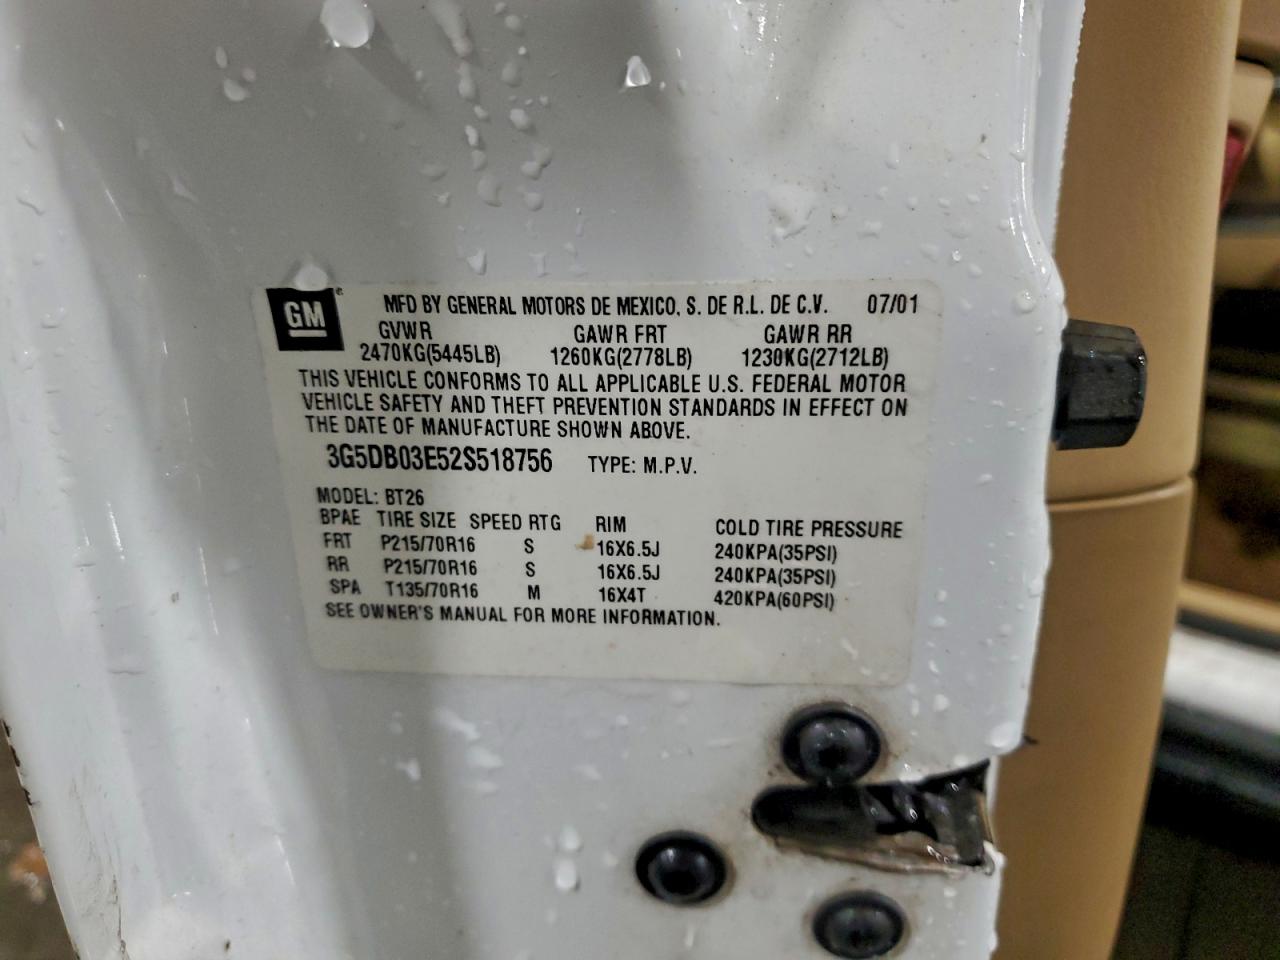 GM® MFD BY GENERAL MOTORS DE MEXICO, S. DE R.L. DE C.V. 07/01
GVWR GAWR FRT GAWR RR
2470KG(5445LB) 1260KG(2778LB) 1230KG(2712LB)
THIS VEHICLE CONFORMS TO ALL APPLICABLE U.S. FEDERAL MOTOR
VEHICLE SAFETY AND THEFT PREVENTION STANDARDS IN EFFECT ON
THE DATE OF MANUFACTURE SHOWN ABOVE.
3G5DB03E52S518756 TYPE: M.P.V.
MODEL: BT26
BPAE TIRE SIZE SPEED RTG RIM COLD TIRE PRESSURE
FRT P215/70R16 S 16X6.5J 240KPA(35PSI)
RR P215/70R16 S 16X6.5J 240KPA(35PSI)
SPA T135/70R16 M 16X4T 420KPA(60PSI)
SEE OWNER'S MANUAL FOR MORE INFORMATION.